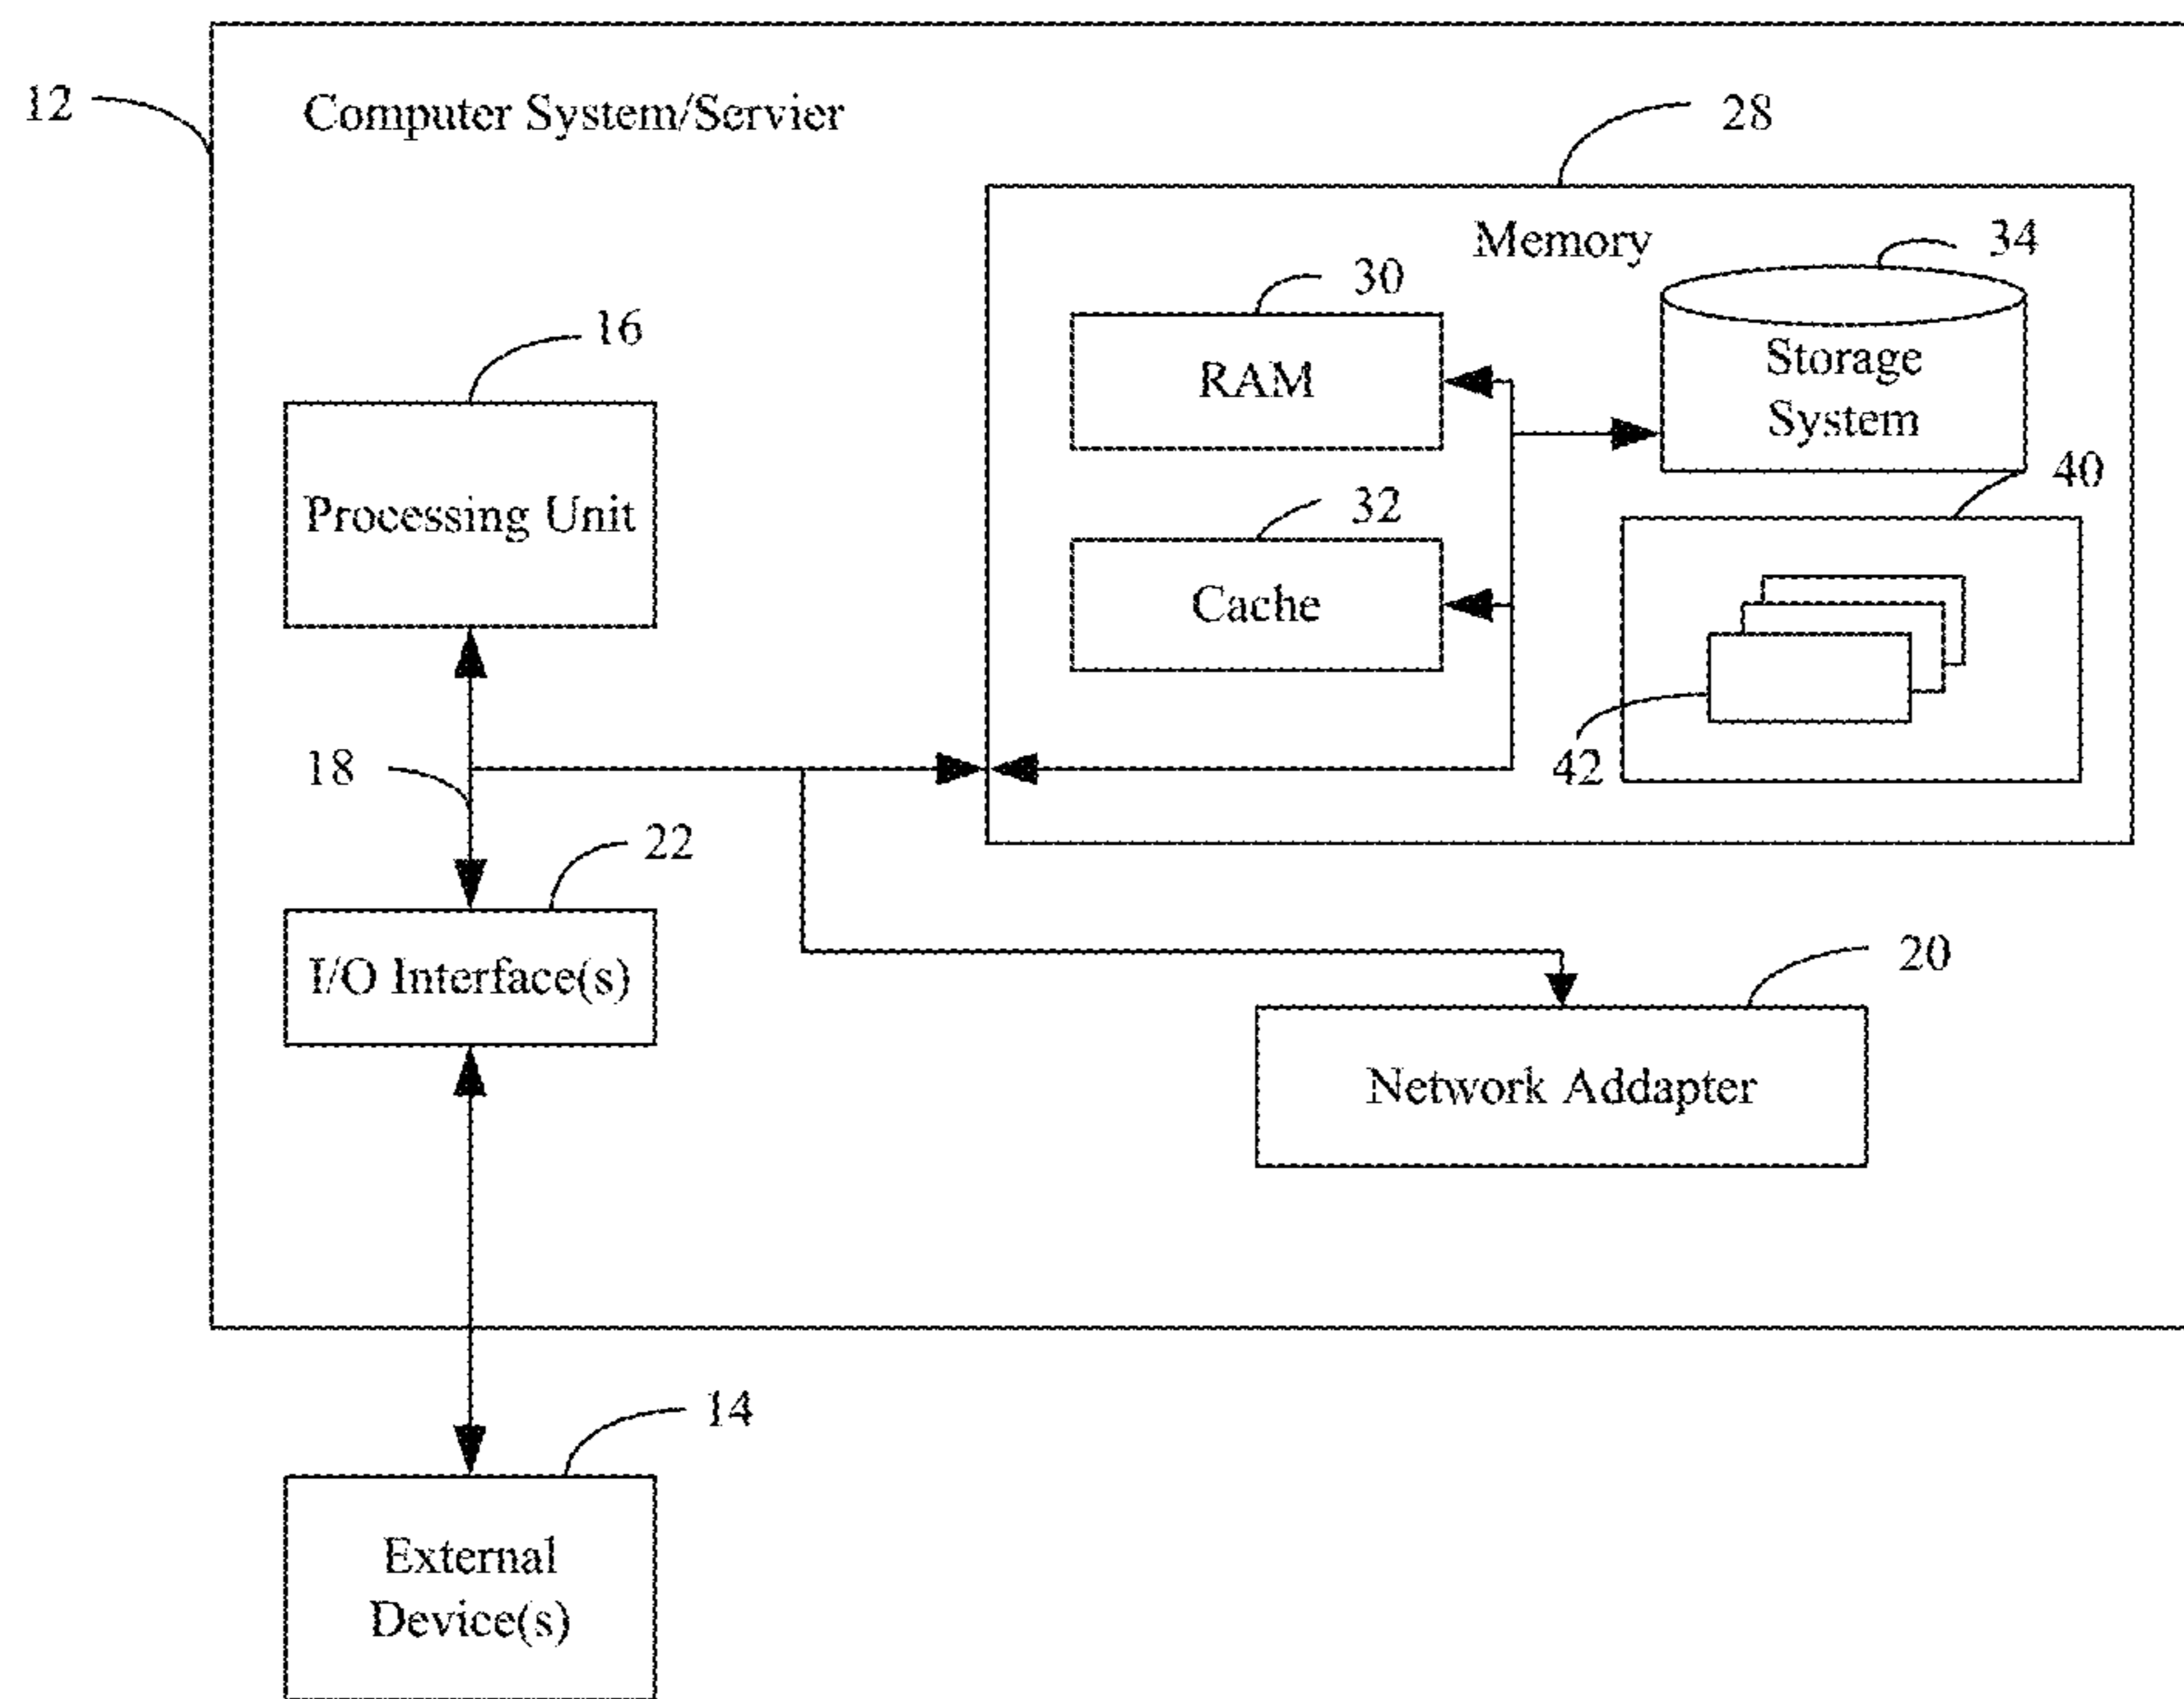 12
Computer System/Servier
28
Memory
34
30
16
RAM
Storage
System
40
Processing Unit
32
Cache
18
42
22
I/O Interface(s)
20
Network Addapter
14
External
Device(s)